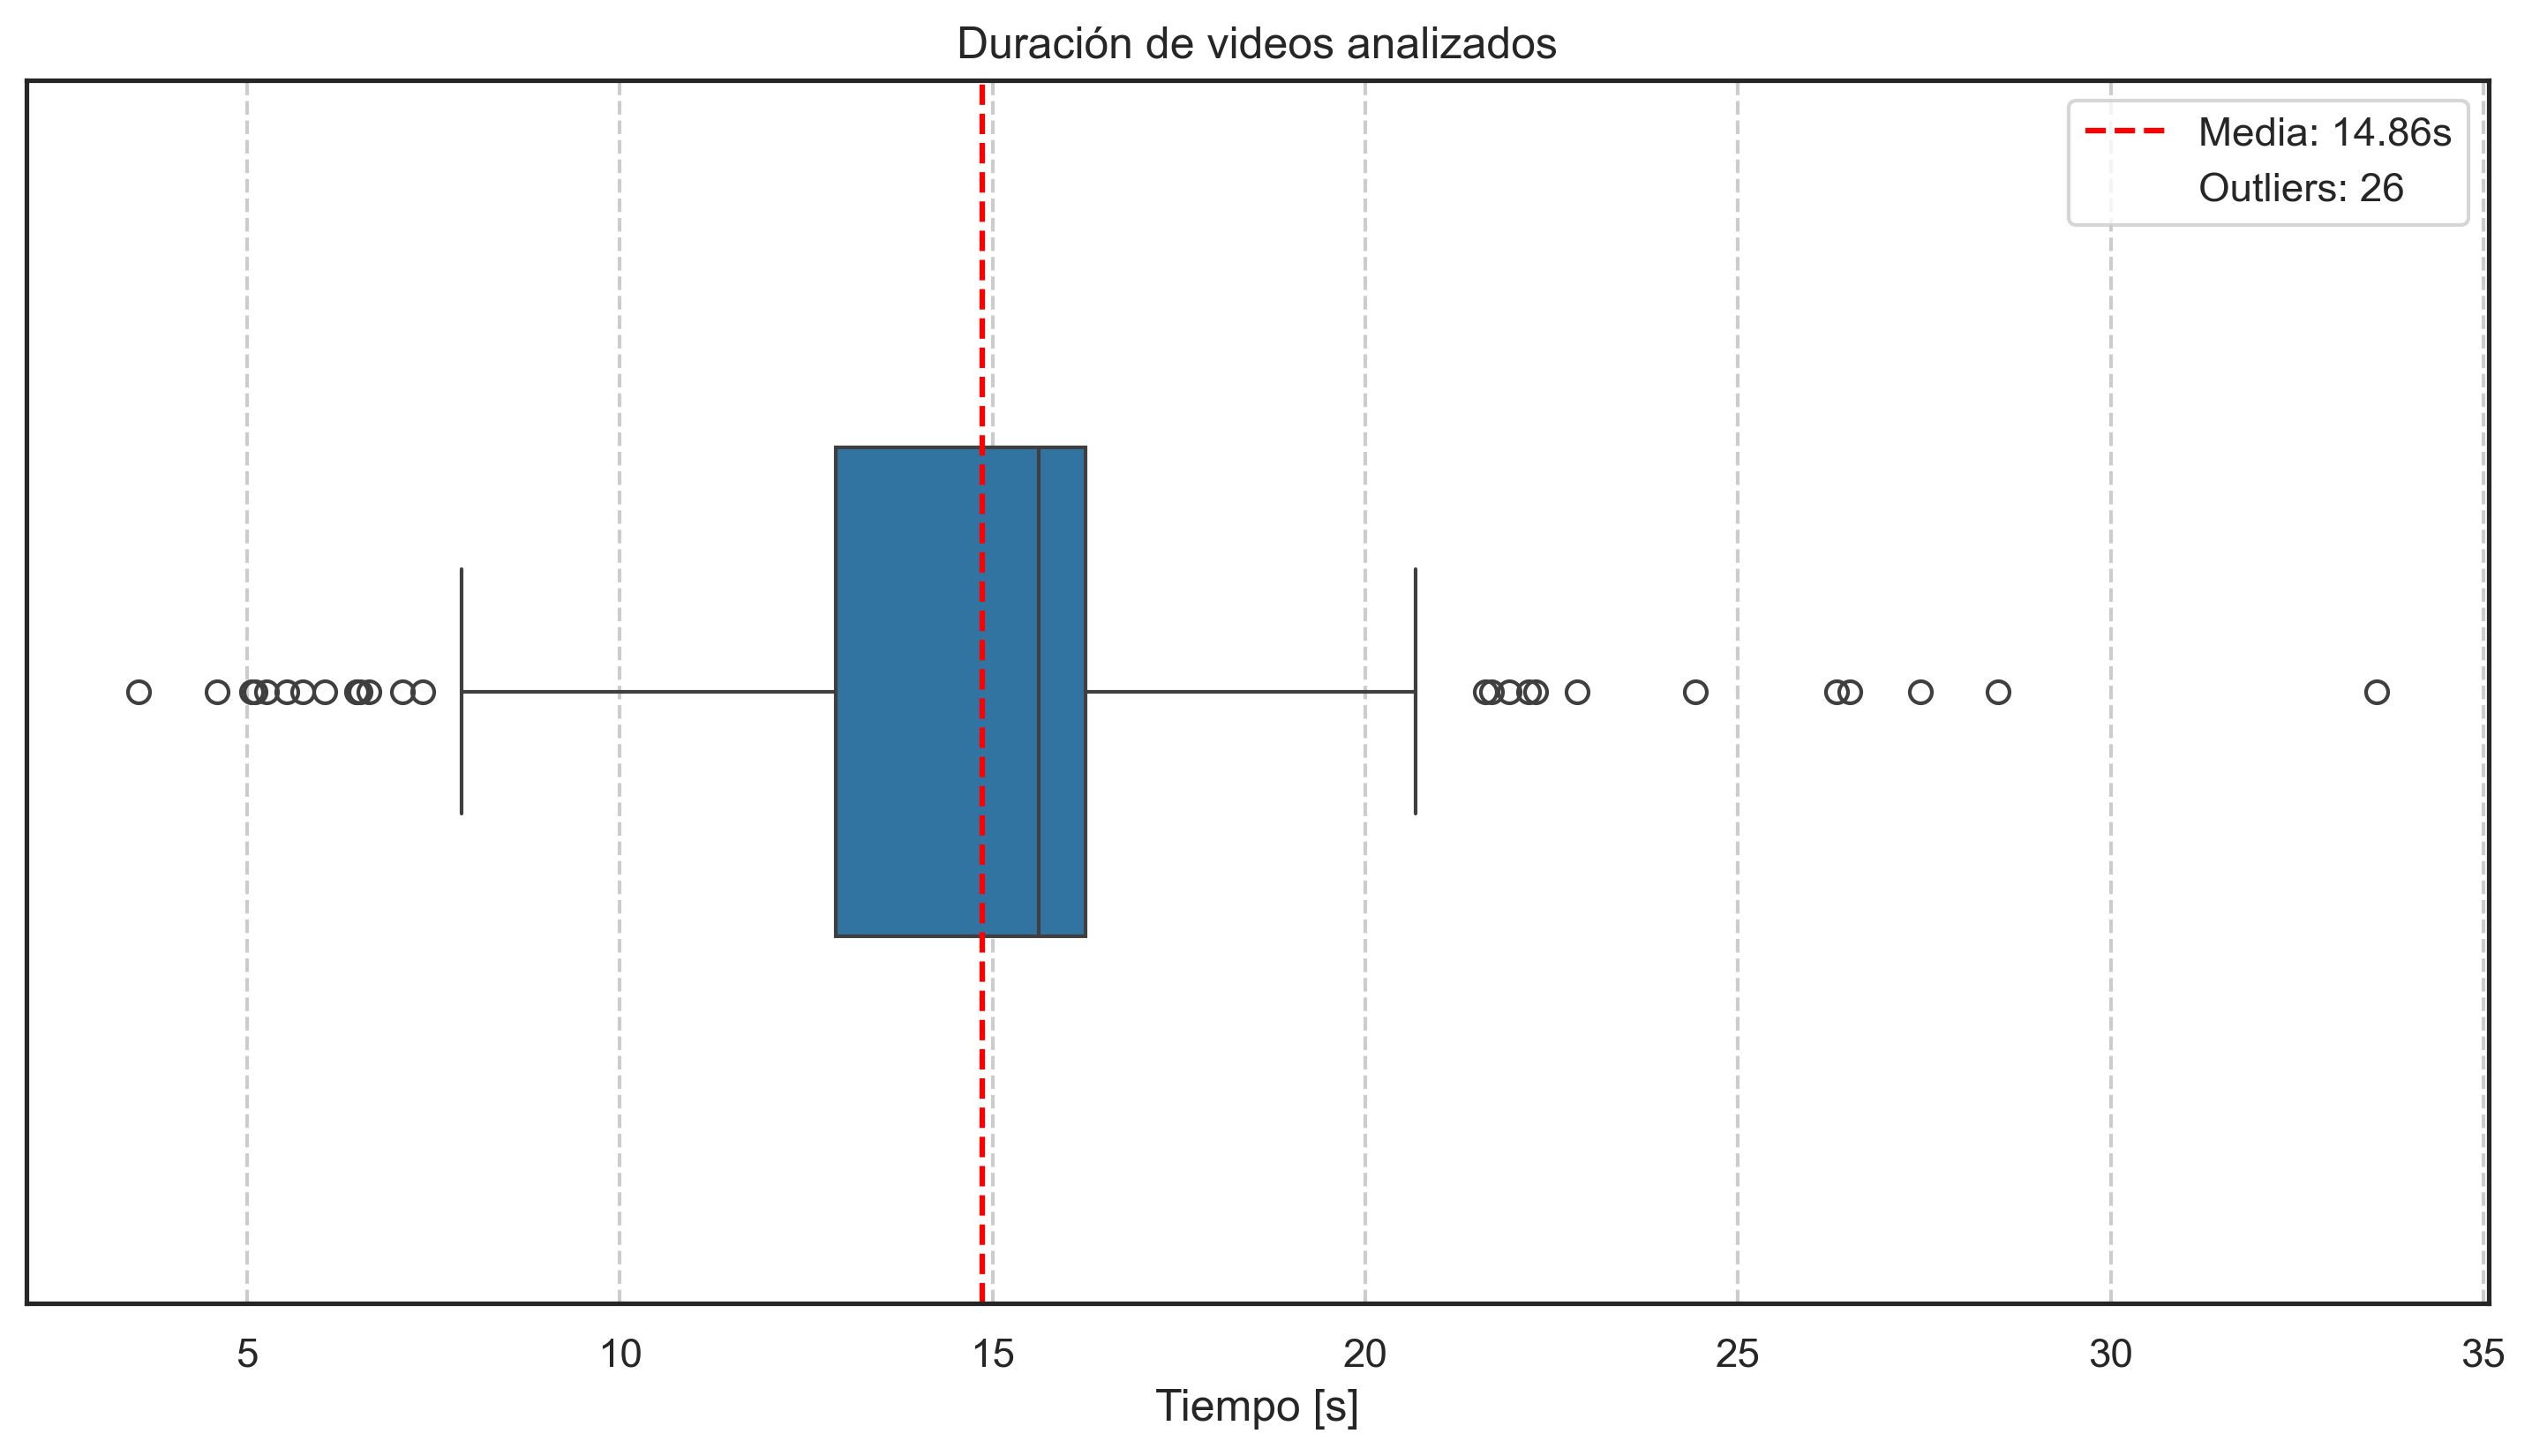 Duración de videos analizados
Media: 14.86s
Outliers: 26
5 10 15 20 25 30 35
Tiempo [s]